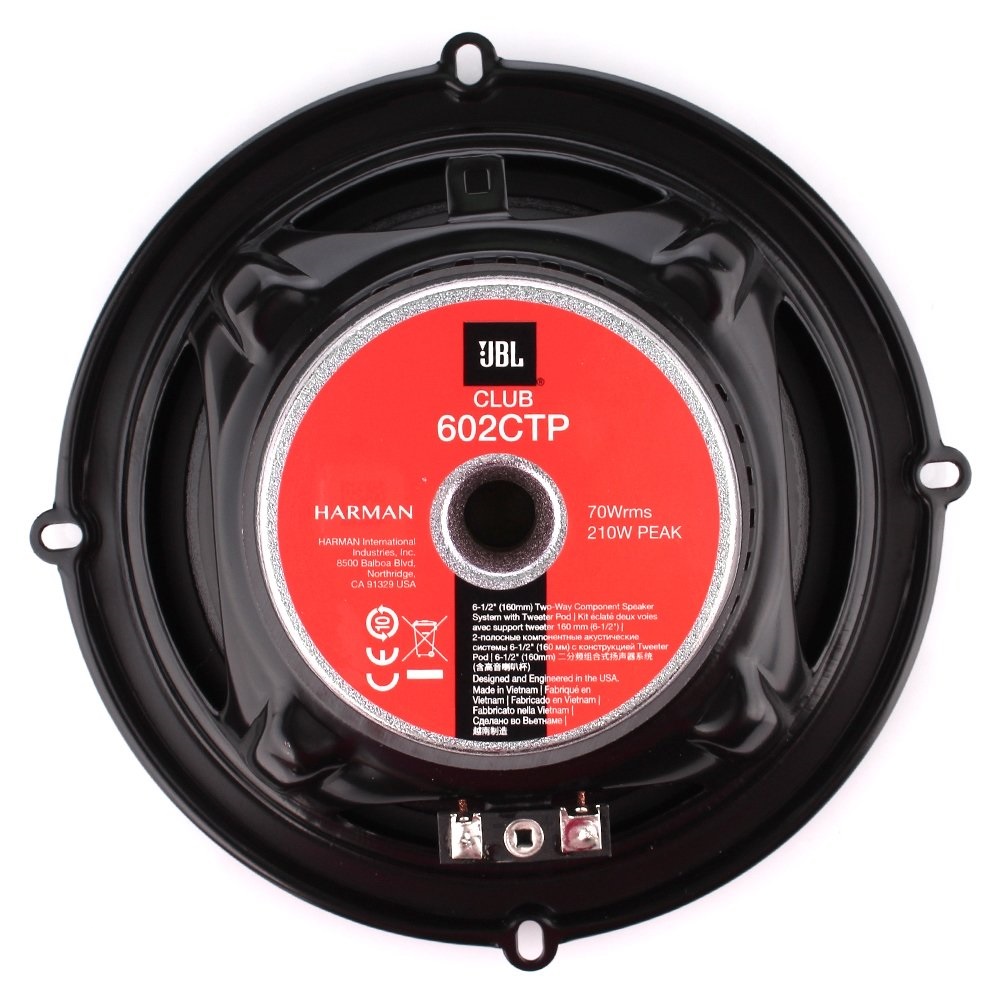 JBL
®
CLUB
602CTP
HARMAN
HARMAN International
Industries, Inc.
8500 Balboa Blvd,
Northridge,
CA 91329 USA
70Wrms
210W PEAK
10
CE
6-1/2" (160mm) Two-Way Component Speaker
System with Tweeter Pod | Kit éclaté deux voies
avec support tweeter 160 mm (6-1/2") |
2-полосные компонентные акустические
системы 6-1/2" (160 мм) с конструкцией Tweeter
Pod | 6-1/2" (160mm) 二分频组合式扬声器系统
(含高音喇叭杯)
Designed and Engineered in the USA.
Made in Vietnam | Fabriqué en
Vietnam | Fabricado en Vietnam |
Fabbricato nella Vietnam |
Сделано во Вьетнаме |
越南制造